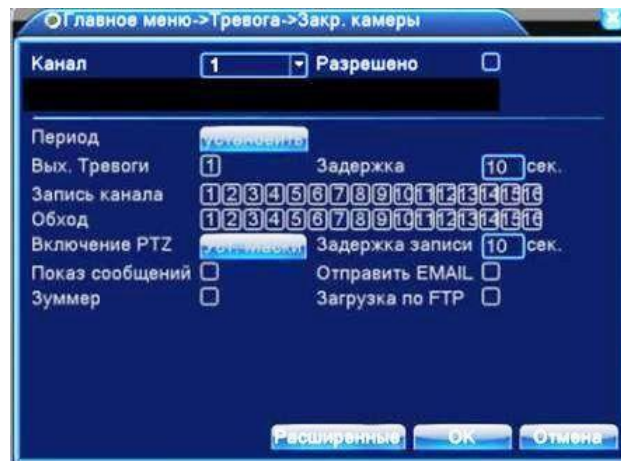 Главное меню->Тревога->Закр. камеры
Канал 1 Разрешено
Период Установить
Вых. Тревоги 1 Задержка 10 сек.
Запись канала 1 2 3 4 5 6 7 8 9 10 11 12 13 14 15 16
Обход 1 2 3 4 5 6 7 8 9 10 11 12 13 14 15 16
Включение PTZ Уст. маски Задержка записи 10 сек.
Показ сообщений Отправить EMAIL
Зуммер Загрузка по FTP
Расширенные OK Отмена